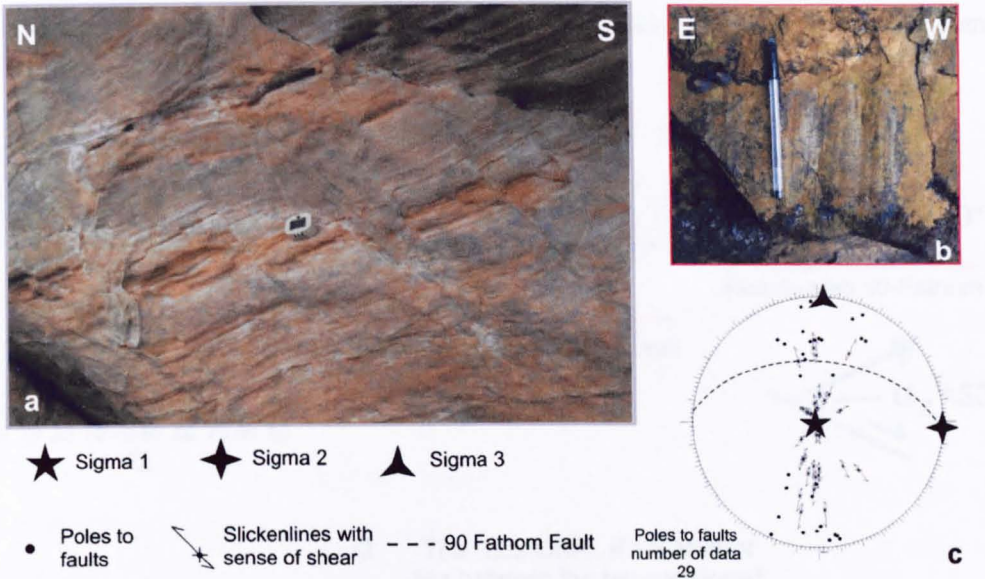 N
S
E
W
a
b
Sigma 1
Sigma 2
Sigma 3
Poles to
faults
Slickenlines with
sense of shear
90 Fathom Fault
Poles to faults
number of data
29
c